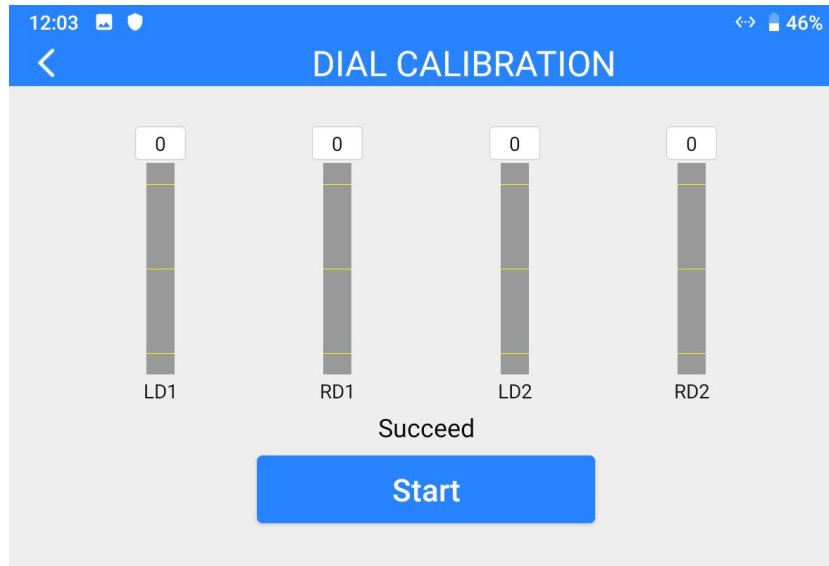 12:03 46%
DIAL CALIBRATION
0 0 0 0
LD1 RD1 LD2 RD2
Succeed
Start